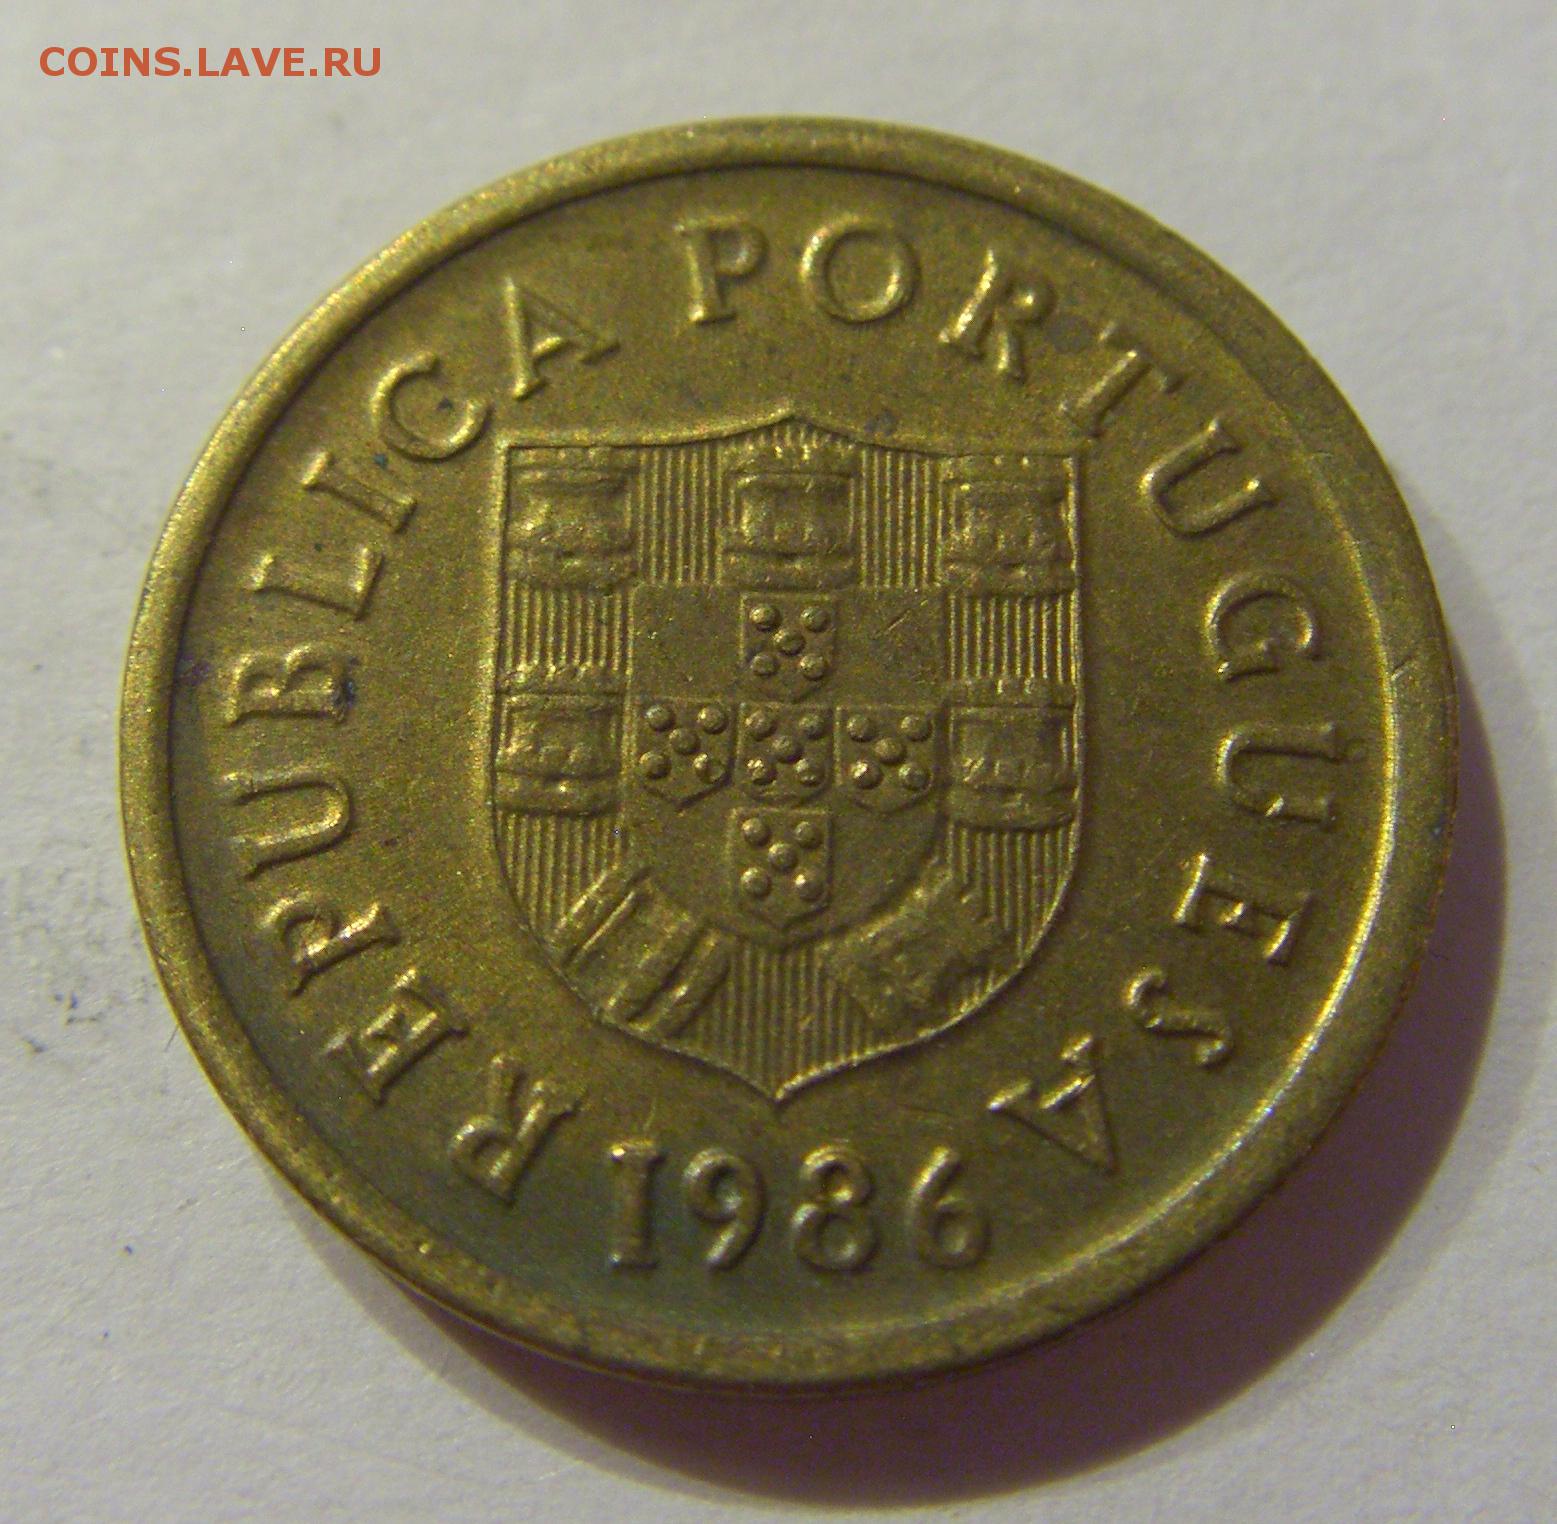 COINS.LAVE.RU
REPUBLICA PORTUGUESA
1986